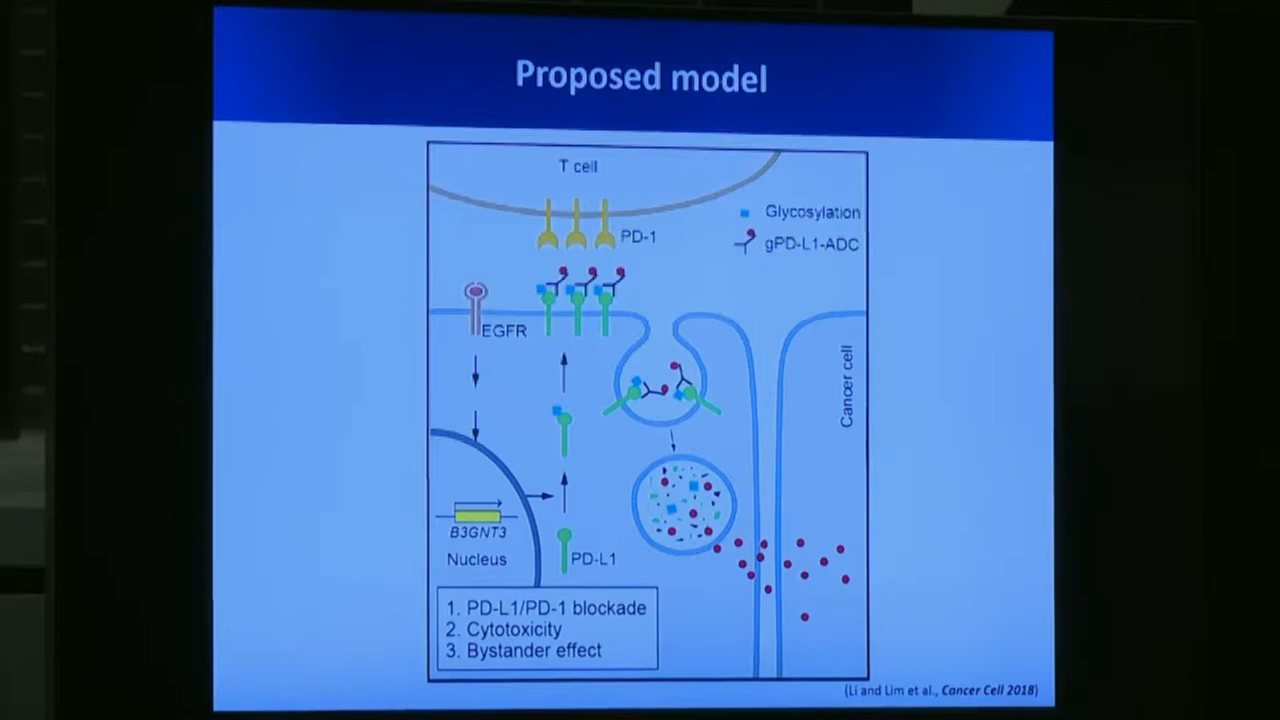 Proposed model
T cell
PD-1
Glycosylation
gPD-L1-ADC
EGFR
Cancer cell
B3GNT3
Nucleus
PD-L1
1. PD-L1/PD-1 blockade
2. Cytotoxicity
3. Bystander effect
(Li and Lim et al., Cancer Cell 2018)